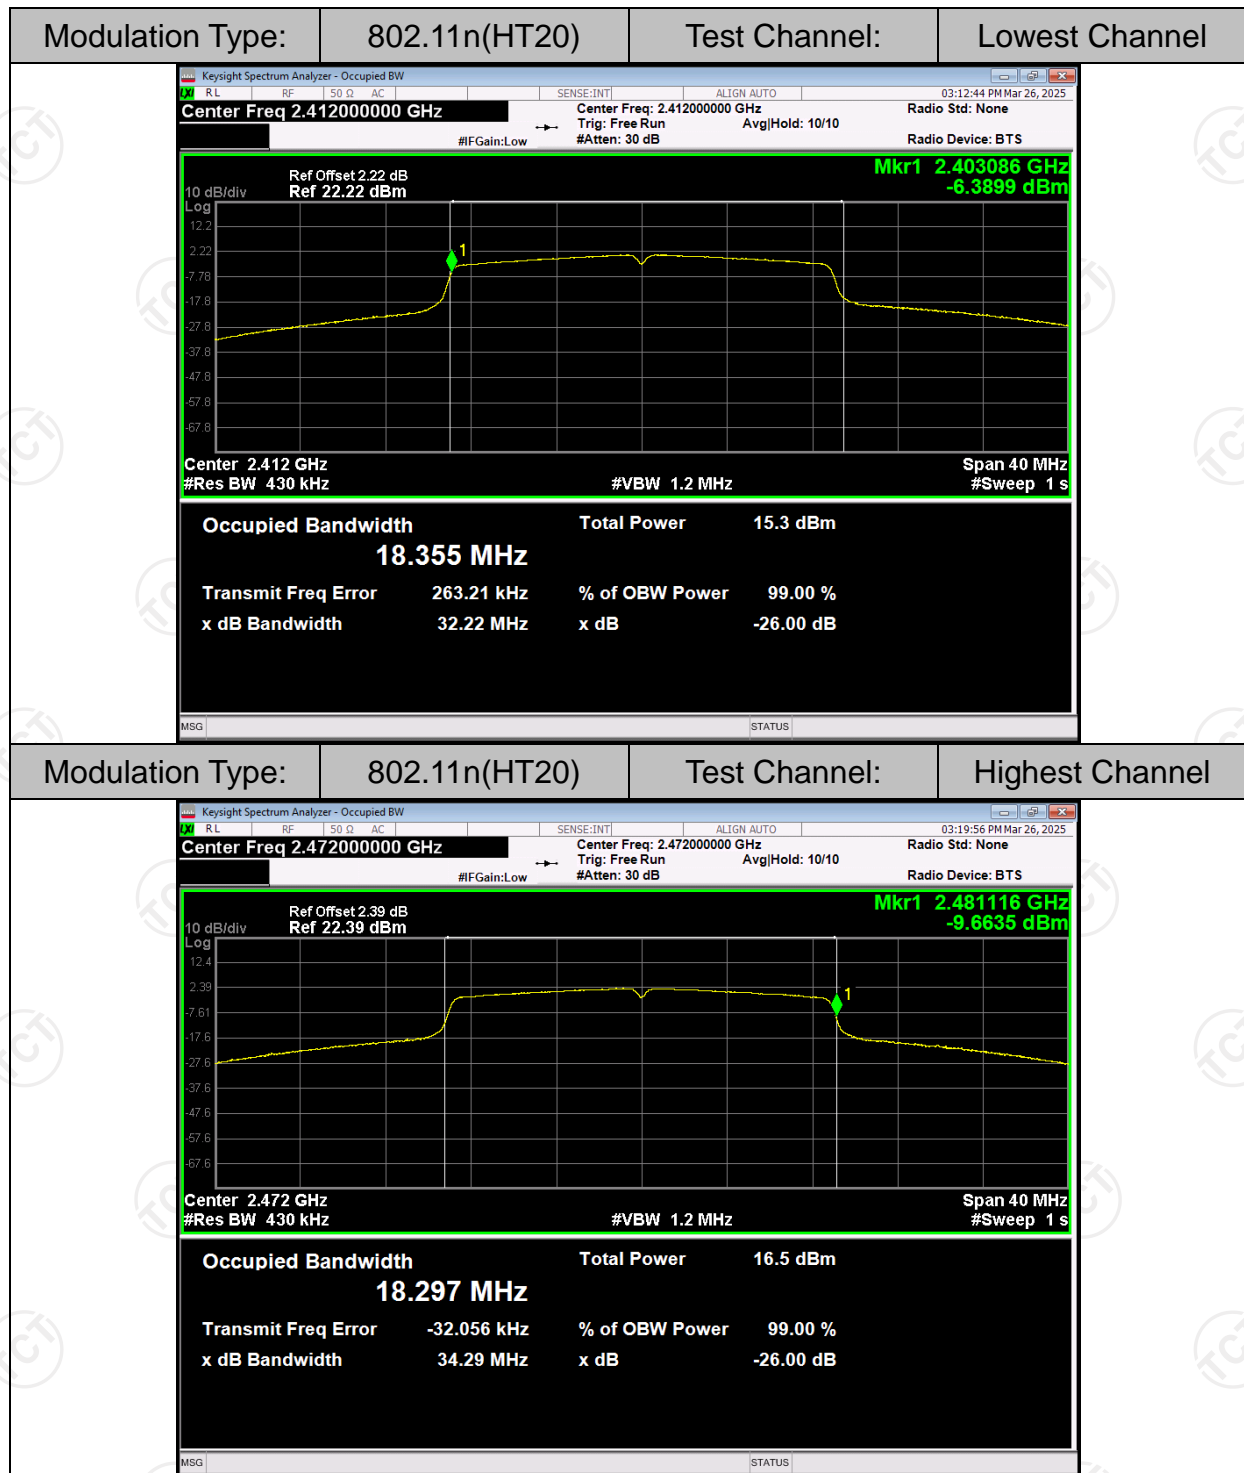 Modulation Type: 802.11n(HT20) Test Channel: Lowest Channel
Keysight Spectrum Analyzer - Occupied BW
LXI RL RF 50 Ω AC SENSE:INT ALIGN AUTO 03:12:44 PM Mar 26, 2025
Center Freq 2.412000000 GHz Center Freq: 2.412000000 GHz Radio Std: None
Trig: Free Run Avg|Hold: 10/10
#IFGain:Low #Atten: 30 dB Radio Device: BTS
Mkr1 2.403086 GHz
Ref Offset 2.22 dB
10 dB/div Ref 22.22 dBm -6.3899 dBm
Log
12.2
2.22
1
-7.78
-17.8
-27.8
-37.8
-47.8
-57.8
-67.8
Center 2.412 GHz Span 40 MHz
#Res BW 430 kHz #VBW 1.2 MHz #Sweep 1 s
Occupied Bandwidth Total Power 15.3 dBm
18.355 MHz
Transmit Freq Error 263.21 kHz % of OBW Power 99.00 %
x dB Bandwidth 32.22 MHz x dB -26.00 dB
MSG STATUS
Modulation Type: 802.11n(HT20) Test Channel: Highest Channel
Keysight Spectrum Analyzer - Occupied BW
LXI RL RF 50 Ω AC SENSE:INT ALIGN AUTO 03:19:56 PM Mar 26, 2025
Center Freq 2.472000000 GHz Center Freq: 2.472000000 GHz Radio Std: None
Trig: Free Run Avg|Hold: 10/10
#IFGain:Low #Atten: 30 dB Radio Device: BTS
Mkr1 2.481116 GHz
Ref Offset 2.39 dB
10 dB/div Ref 22.39 dBm -9.6635 dBm
Log
12.4
2.39
1
-7.61
-17.6
-27.6
-37.6
-47.6
-57.6
-67.6
Center 2.472 GHz Span 40 MHz
#Res BW 430 kHz #VBW 1.2 MHz #Sweep 1 s
Occupied Bandwidth Total Power 16.5 dBm
18.297 MHz
Transmit Freq Error -32.056 kHz % of OBW Power 99.00 %
x dB Bandwidth 34.29 MHz x dB -26.00 dB
MSG STATUS
TCT